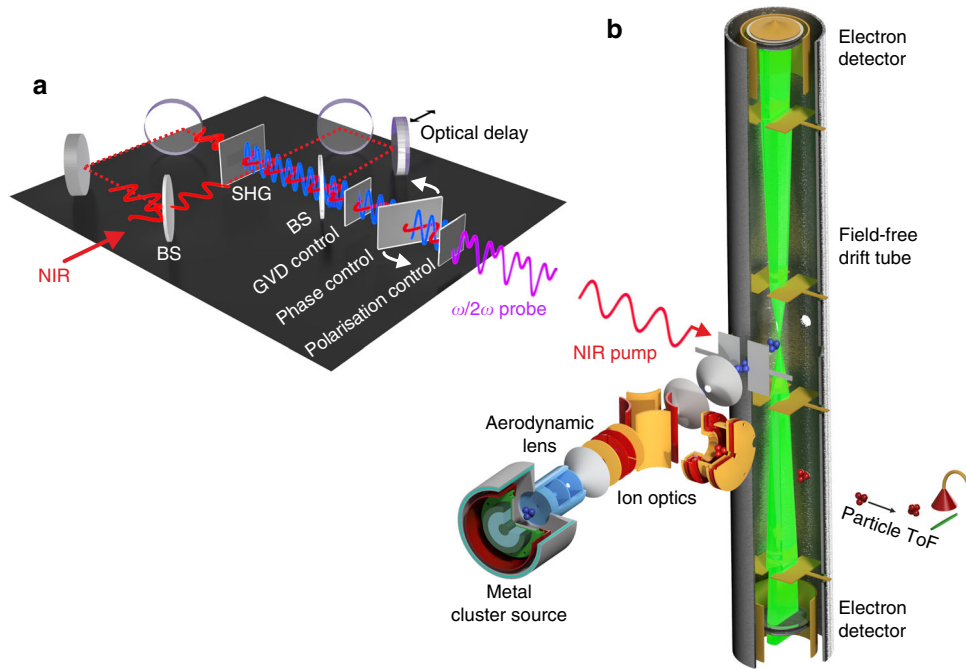 a
Optical delay
SHG
BS
BS
NIR
GVD control
Phase control
Polarisation control
ω/2ω probe
NIR pump
b
Electron
detector
Field-free
drift tube
Aerodynamic
lens
Ion optics
Metal
cluster source
Particle ToF
Electron
detector